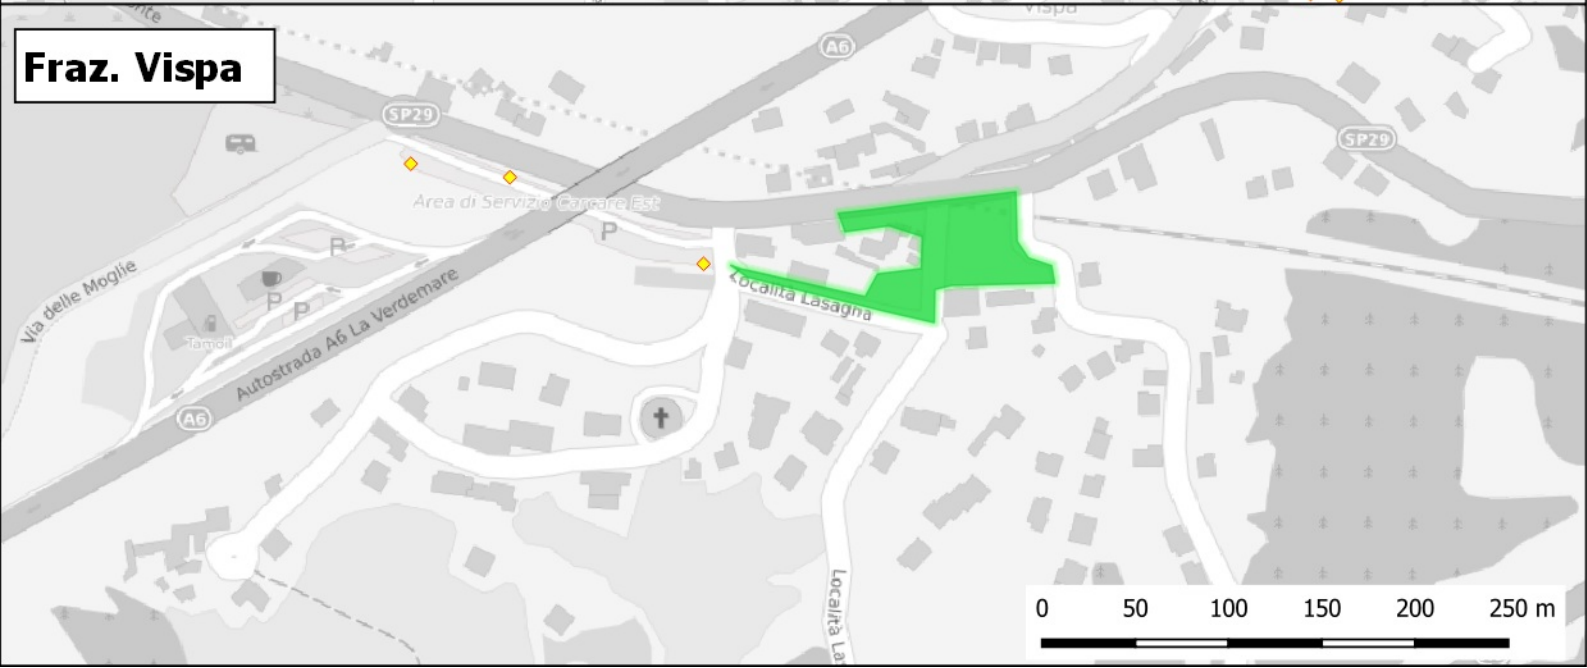 Vispa
A6
Fraz. Vispa
SP29
SP29
Area di Servizio Carcare Est
P
P
Via delle Moglie
Località Lasagna
P
P
Tamoil
Autostrada A6 La Verdemare
A6
Località Las
0 50 100 150 200 250 m